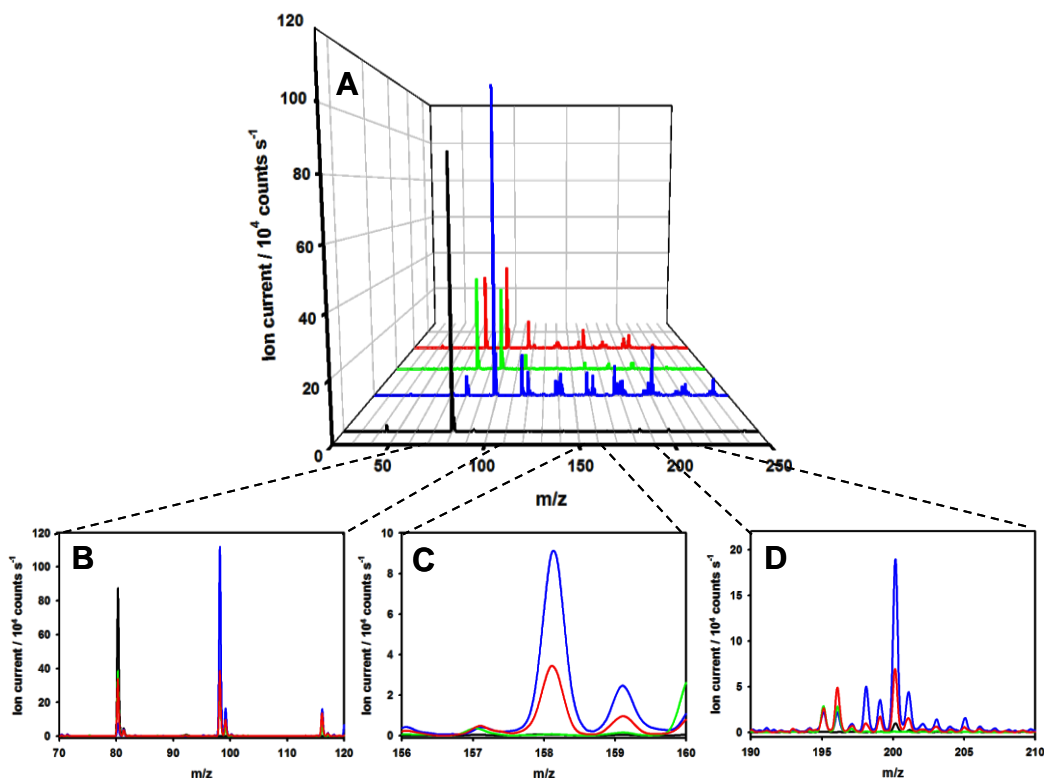 A
Ion current / 10⁴ counts s⁻¹
120
100
80
60
40
20
0
50
100
150
200
250
m/z
B
Ion current / 10⁴ counts s⁻¹
120
100
80
60
40
20
0
70 80 90 100 110 120
m/z
C
Ion current / 10⁴ counts s⁻¹
10
8
6
4
2
0
156 157 158 159 160
m/z
D
Ion current / 10⁴ counts s⁻¹
20
15
10
5
0
190 195 200 205 210
m/z